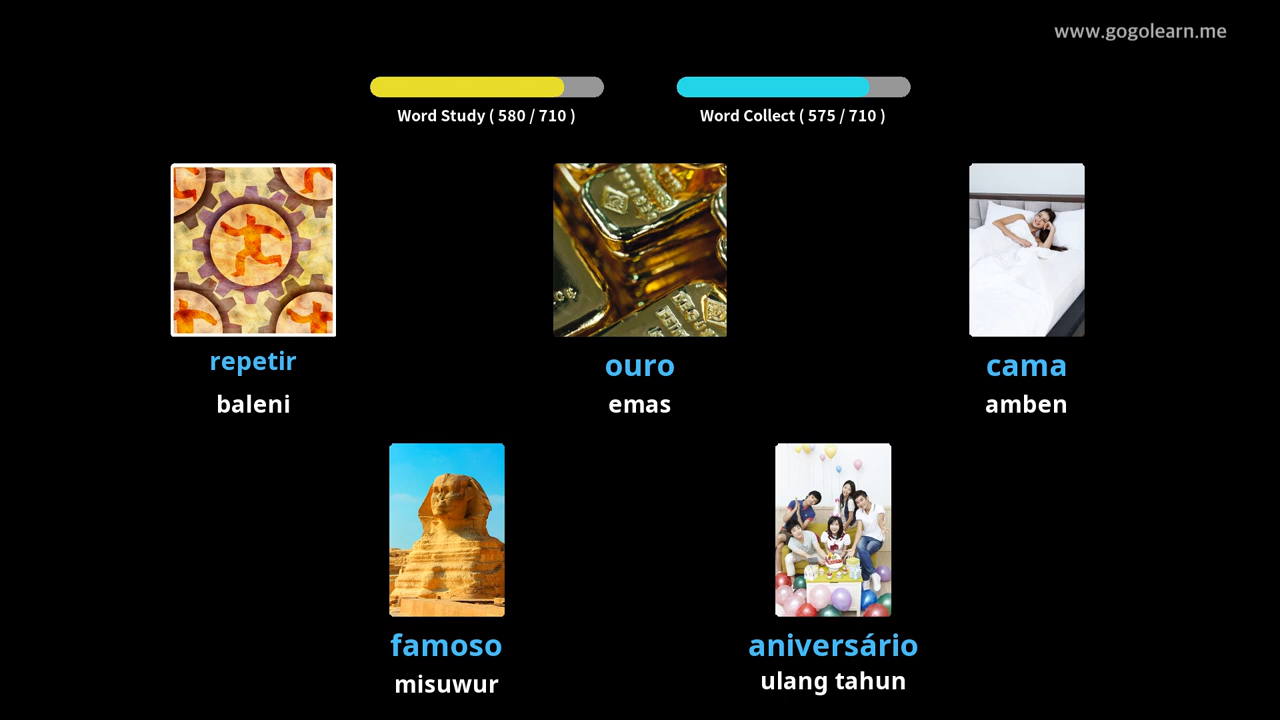 www.gogolearn.me
Word Study ( 580 / 710 )
Word Collect ( 575 / 710 )
repetir
baleni
ouro
emas
cama
amben
famoso
misuwur
aniversário
ulang tahun